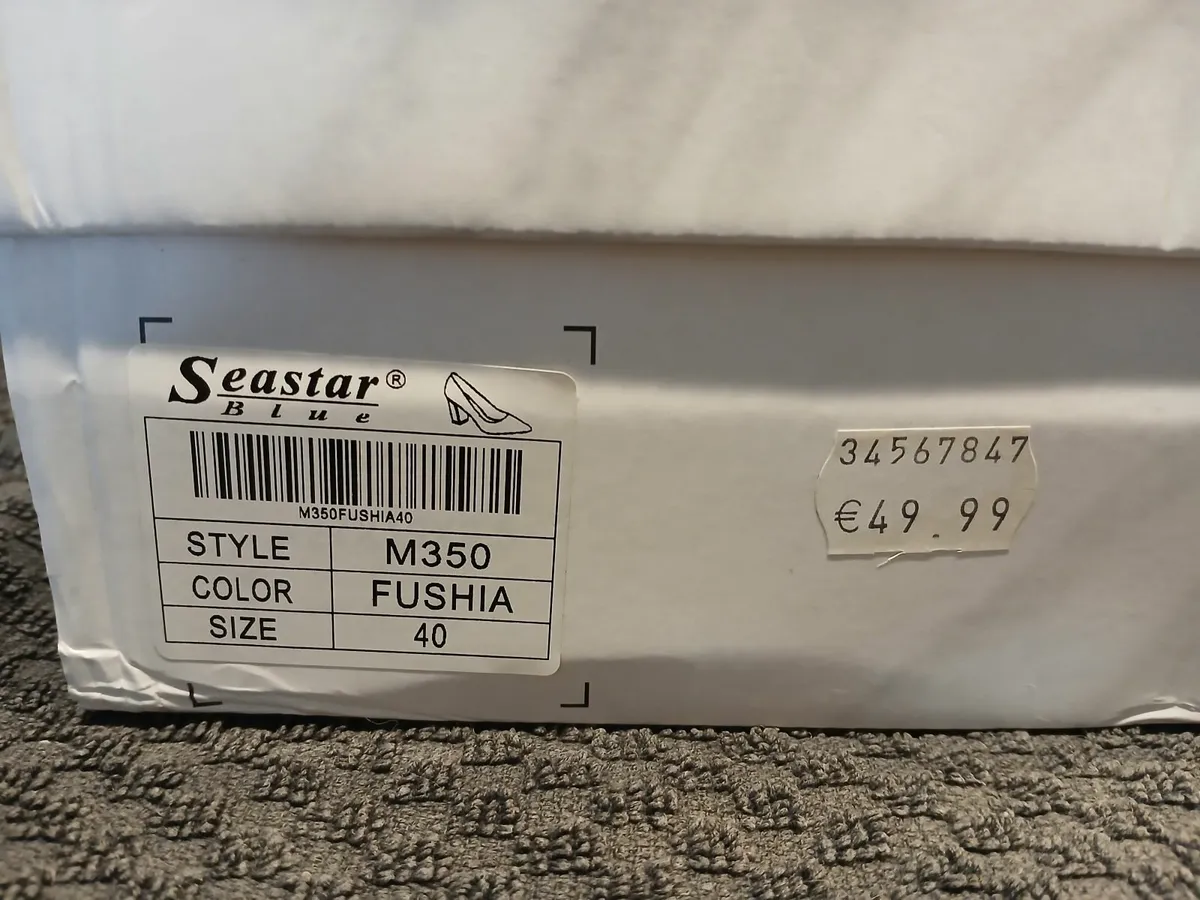 Seastar®
Blue
M350FUSHIA40
STYLE M350
COLOR FUSHIA
SIZE 40
34567847
€49.99